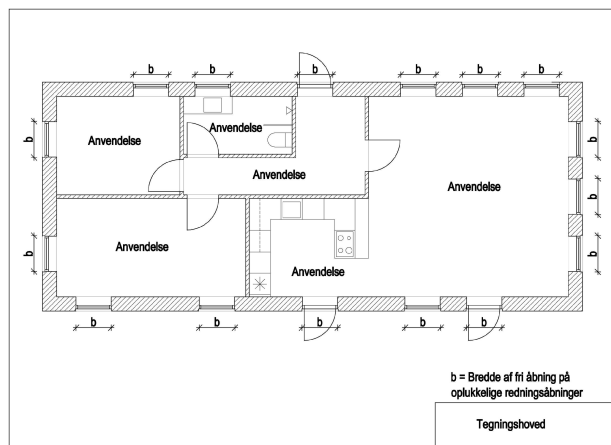 b b b b b b
b b
Anvendelse Anvendelse
Anvendelse
Anvendelse
b
b b
Anvendelse
Anvendelse
b
b b b b b
b = Bredde af fri åbning på
oplukkelige redningsåbninger
Tegningshoved